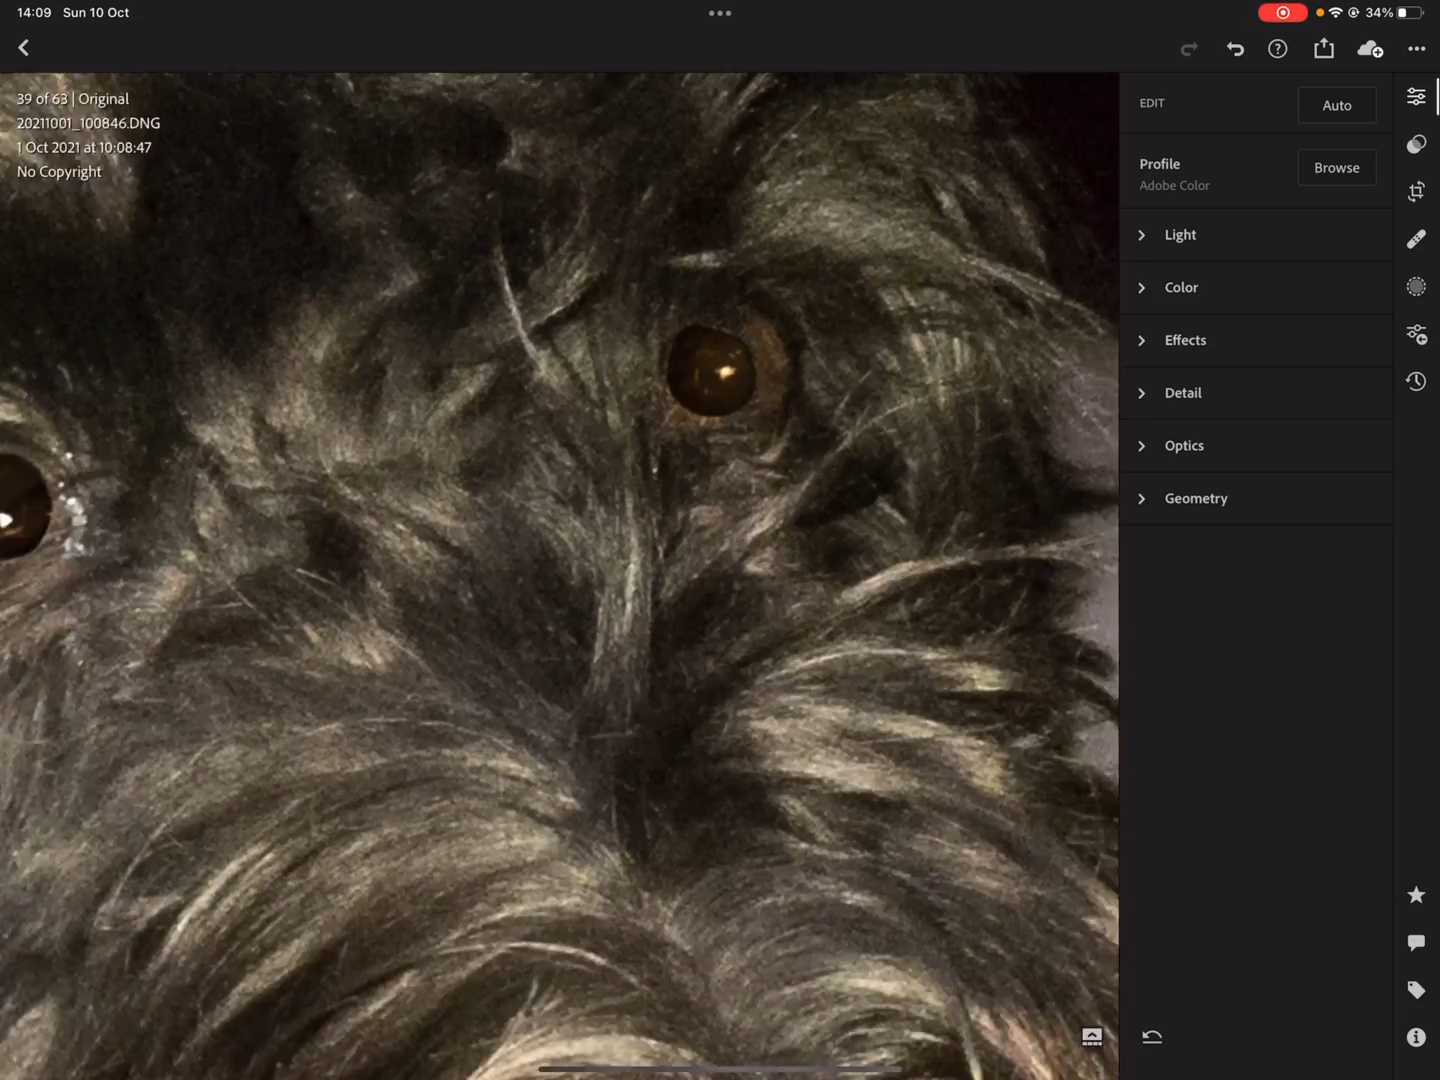 14:09 Sun 10 Oct
34%
39 of 63 | Original
20211001_100846.DNG
1 Oct 2021 at 10:08:47
No Copyright
EDIT
Auto
Profile
Adobe Color
Browse
Light
Color
Effects
Detail
Optics
Geometry